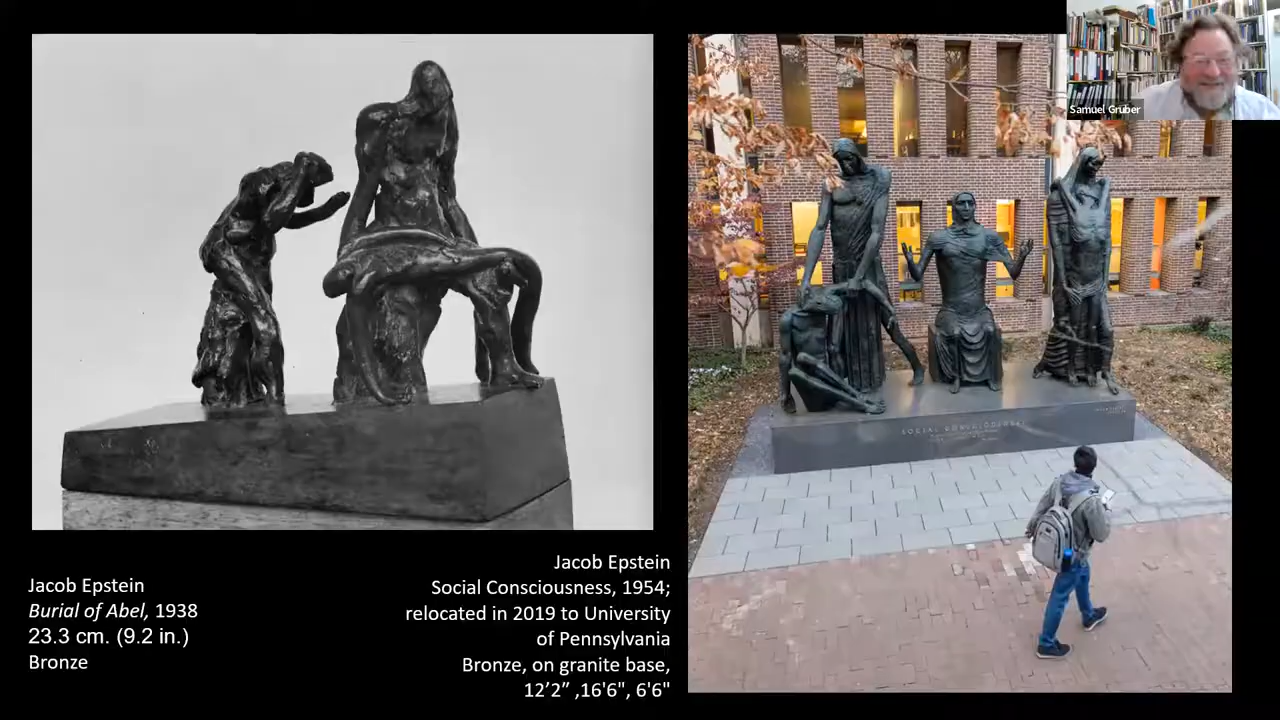 Samuel Gruber
SOCIAL CONSCIOUSNESS
Jacob Epstein
Burial of Abel, 1938
23.3 cm. (9.2 in.)
Bronze
Jacob Epstein
Social Consciousness, 1954;
relocated in 2019 to University
of Pennsylvania
Bronze, on granite base,
12’2” ,16'6", 6'6"